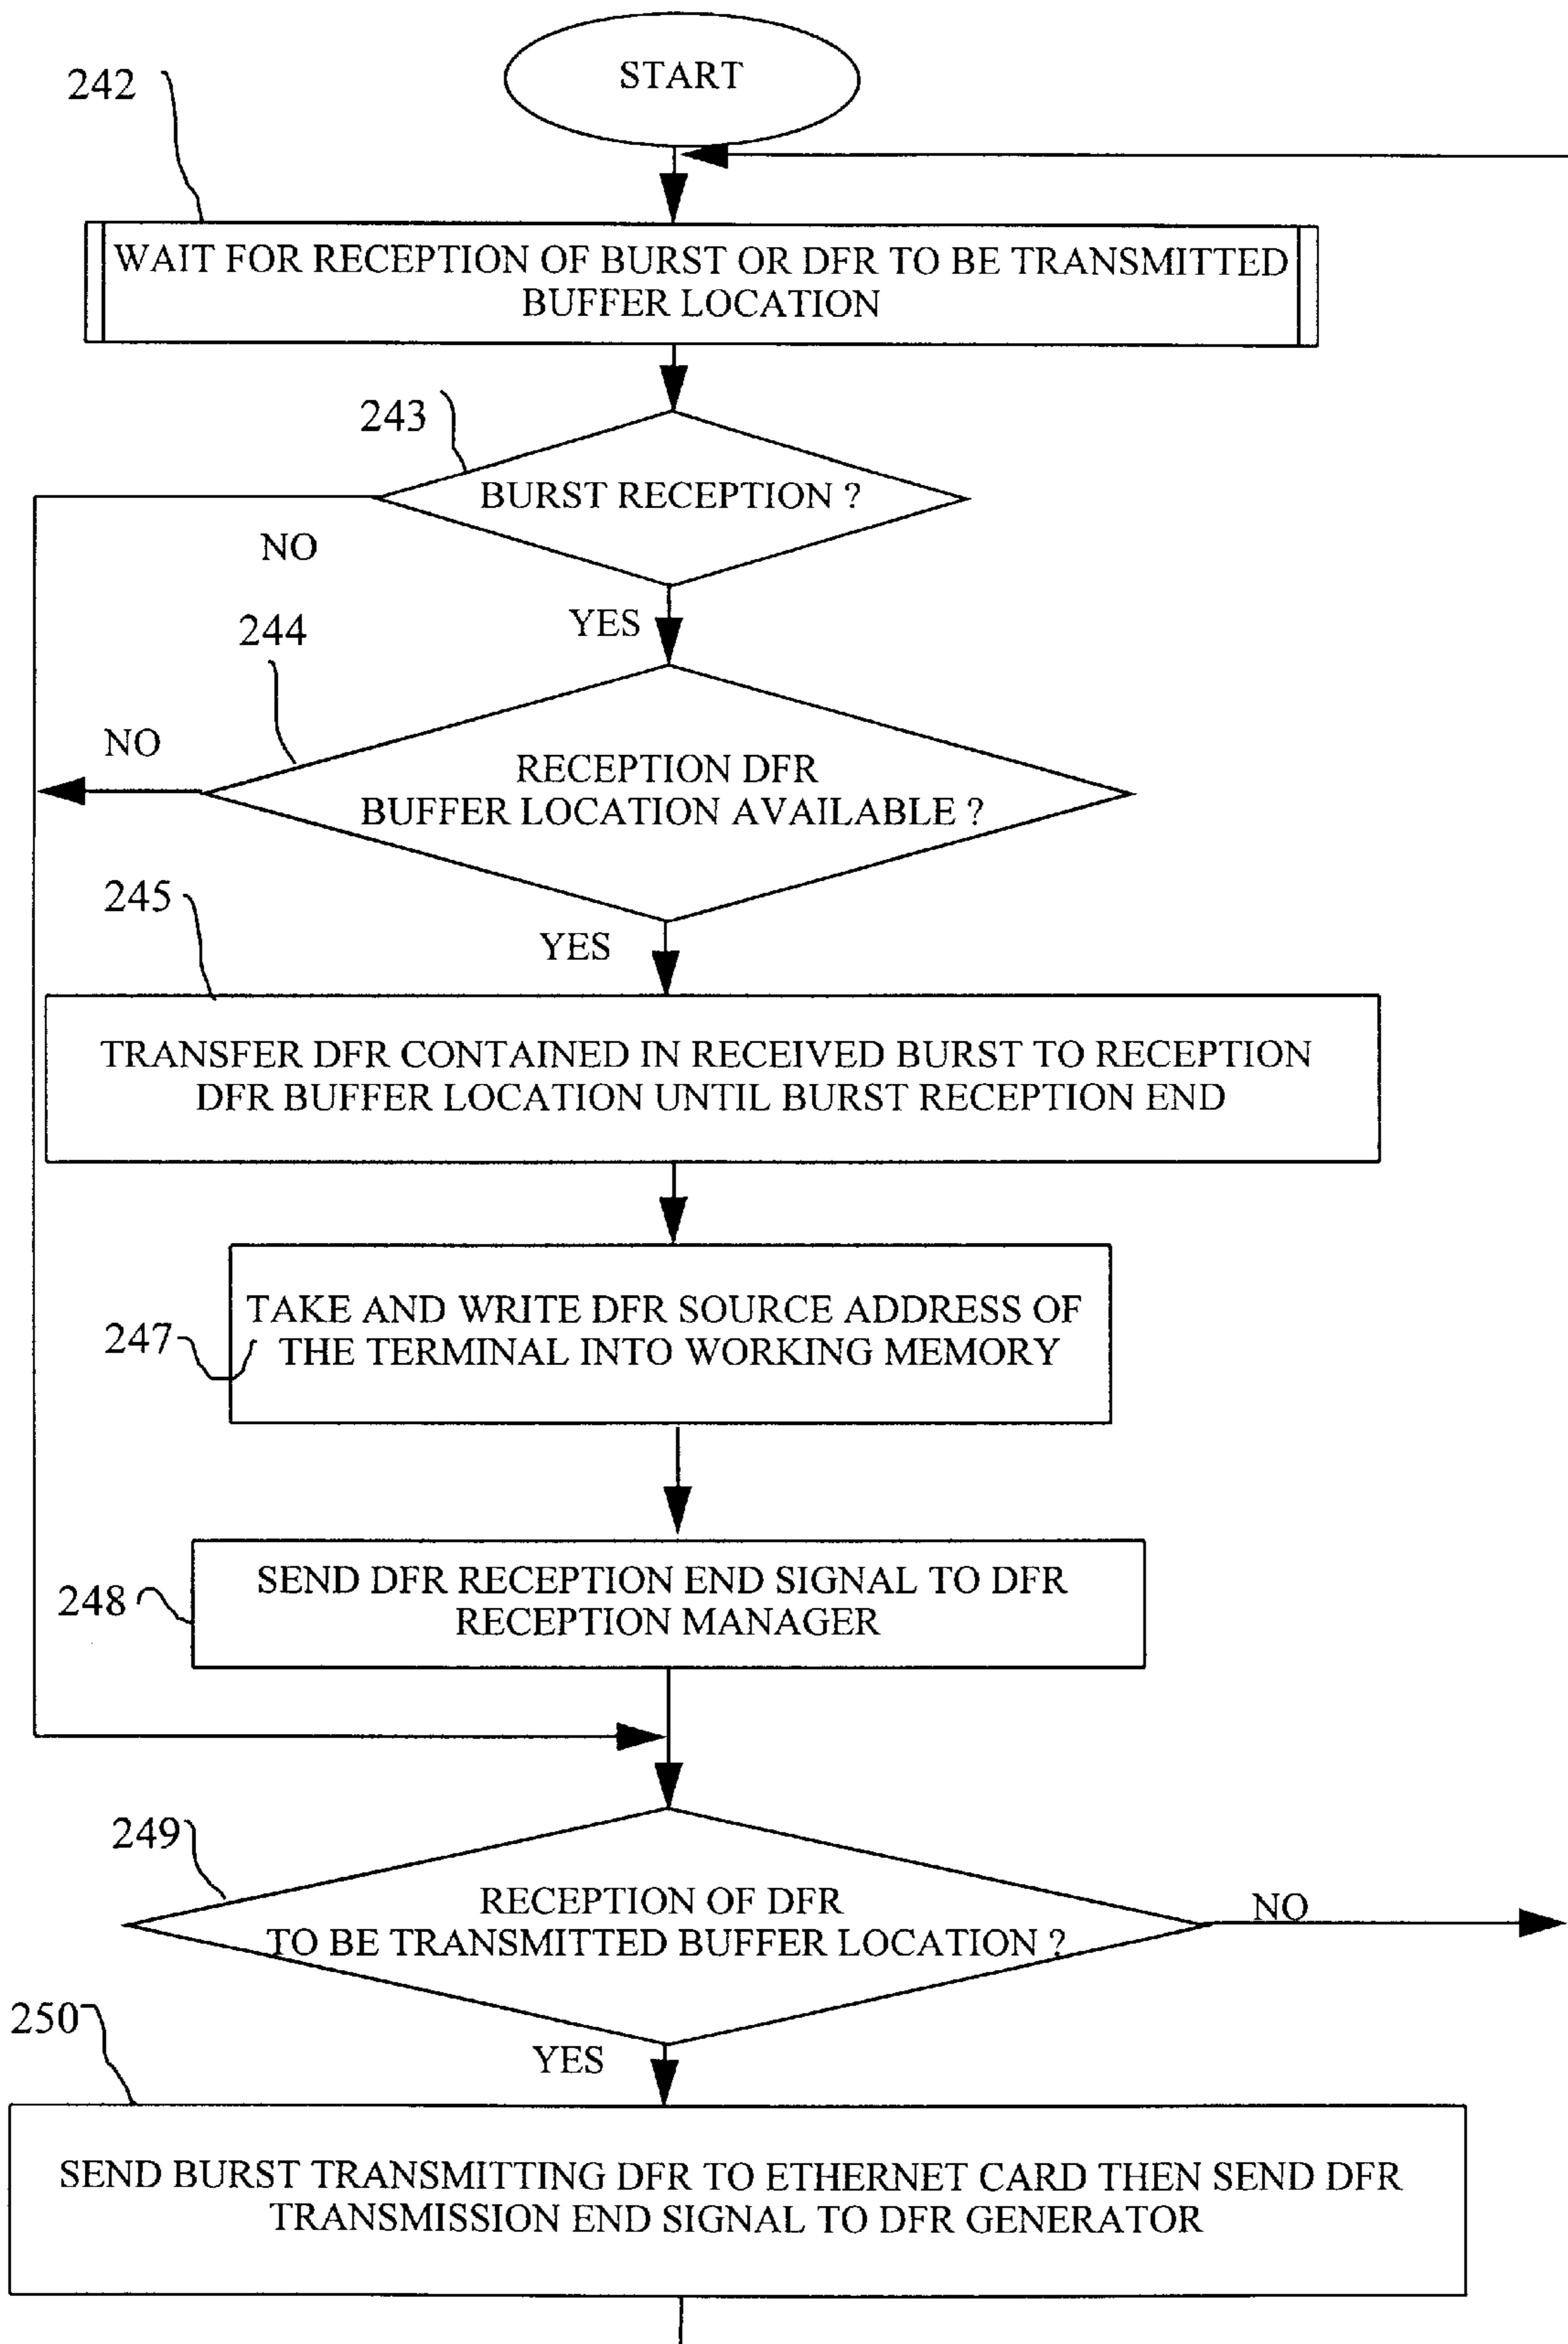 START
242
WAIT FOR RECEPTION OF BURST OR DFR TO BE TRANSMITTED
BUFFER LOCATION
243
BURST RECEPTION ?
NO
YES
244
NO
RECEPTION DFR
BUFFER LOCATION AVAILABLE ?
245
YES
TRANSFER DFR CONTAINED IN RECEIVED BURST TO RECEPTION
DFR BUFFER LOCATION UNTIL BURST RECEPTION END
TAKE AND WRITE DFR SOURCE ADDRESS OF
THE TERMINAL INTO WORKING MEMORY
247
SEND DFR RECEPTION END SIGNAL TO DFR
RECEPTION MANAGER
248
249
RECEPTION OF DFR
TO BE TRANSMITTED BUFFER LOCATION ?
NO
250
YES
SEND BURST TRANSMITTING DFR TO ETHERNET CARD THEN SEND DFR
TRANSMISSION END SIGNAL TO DFR GENERATOR